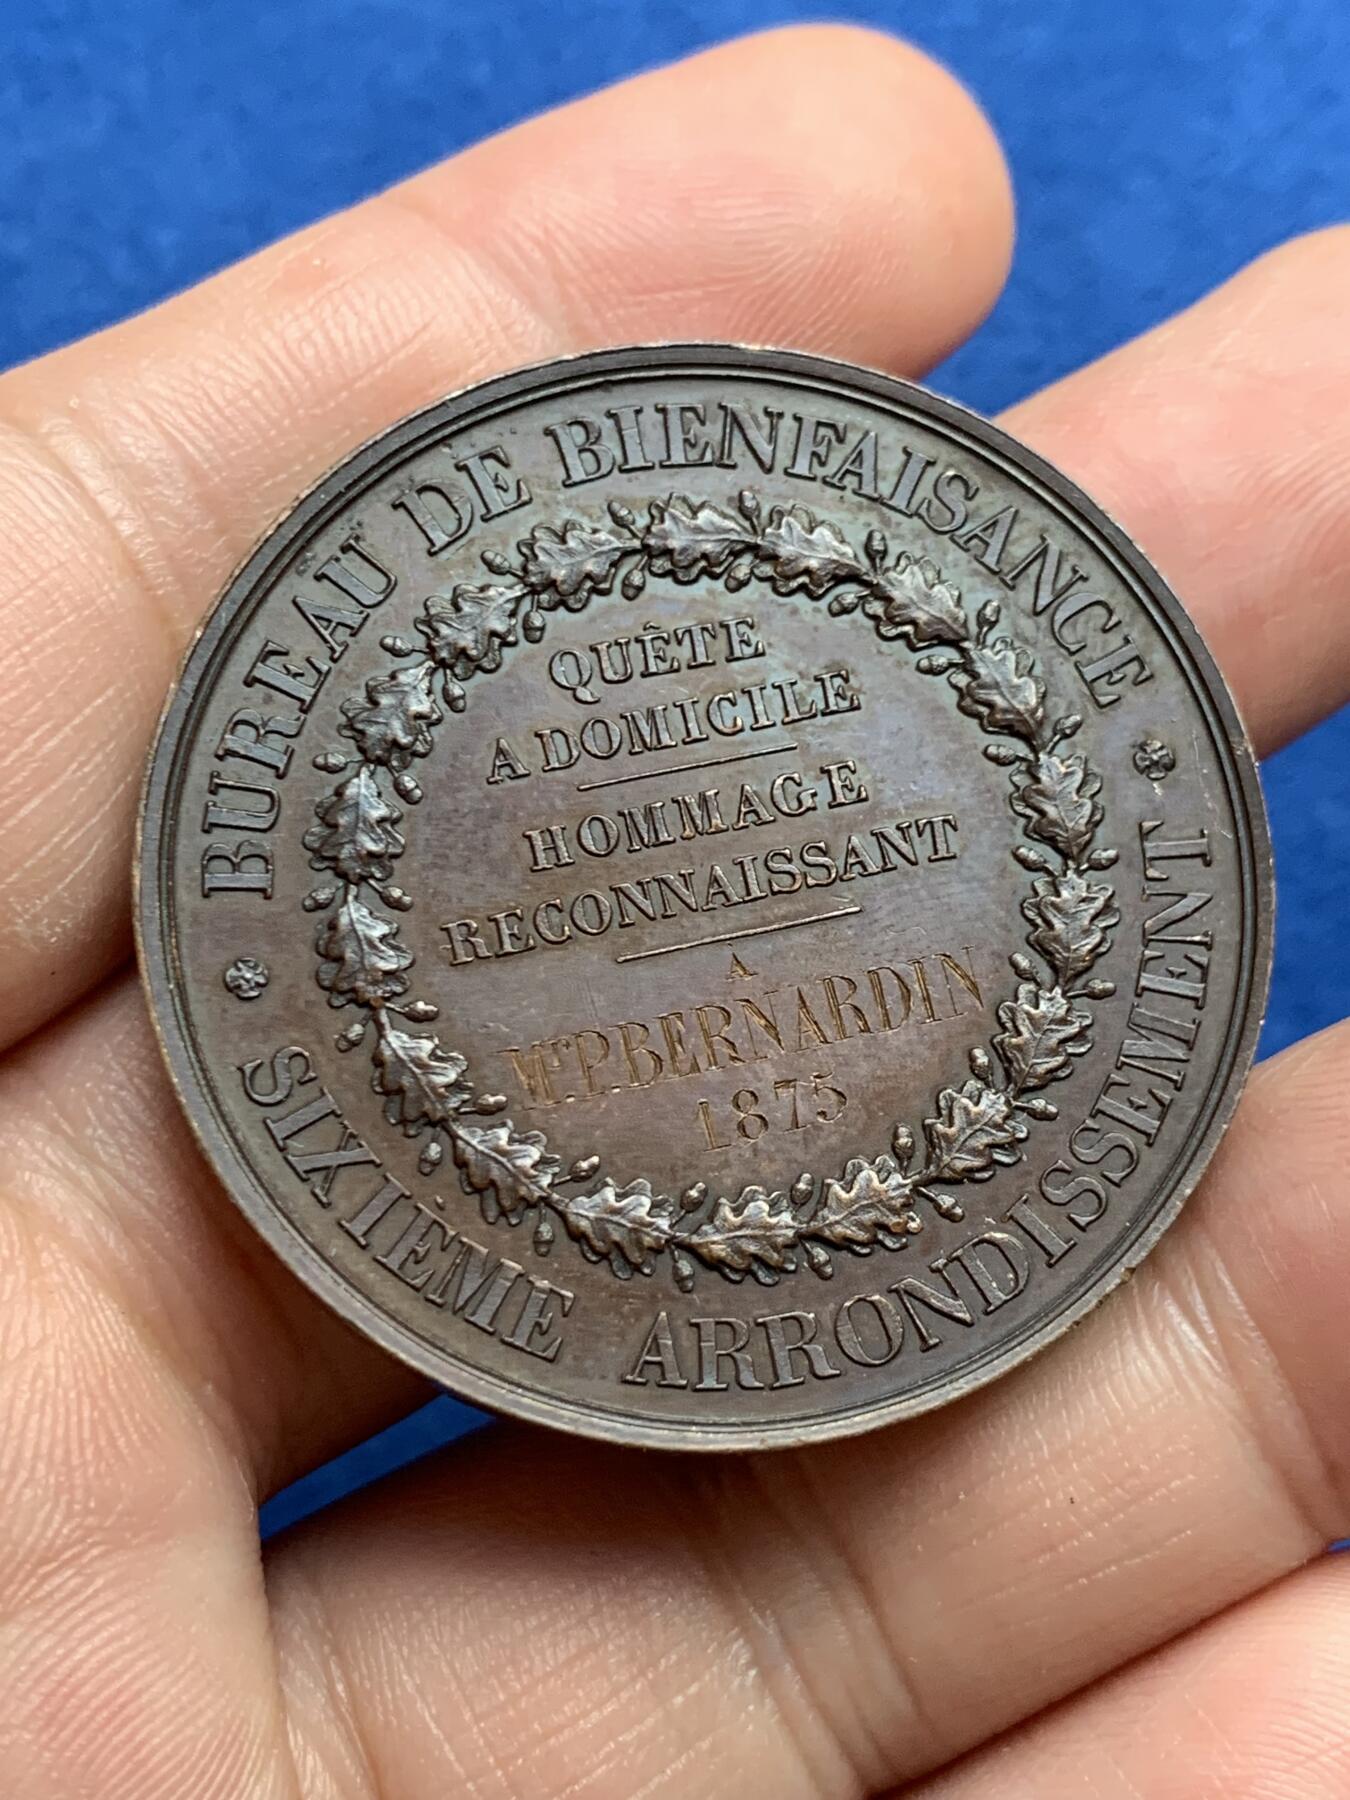 BUREAU DE BIENFAISANCE
QUÊTE
A DOMICILE
HOMMAGE
RECONNAISSANT
A
Mr P. BERNARDIN
1875
SIXIÈME ARRONDISSEMENT